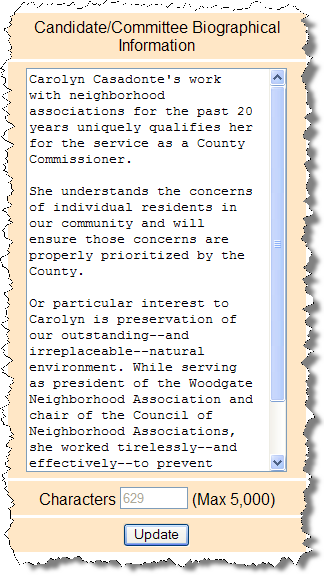 Candidate/Committee Biographical
Information
Carolyn Casadonte's work
with neighborhood
associations for the past 20
years uniquely qualifies her
for the service as a County
Commissioner.
She understands the concerns
of individual residents in
our community and will
ensure those concerns are
properly prioritized by the
County.
Or particular interest to
Carolyn is preservation of
our outstanding--and
irreplaceable--natural
environment. While serving
as president of the Woodgate
Neighborhood Association and
chair of the Council of
Neighborhood Associations,
she worked tirelessly--and
effectively--to prevent
Characters 629 (Max 5,000)
Update